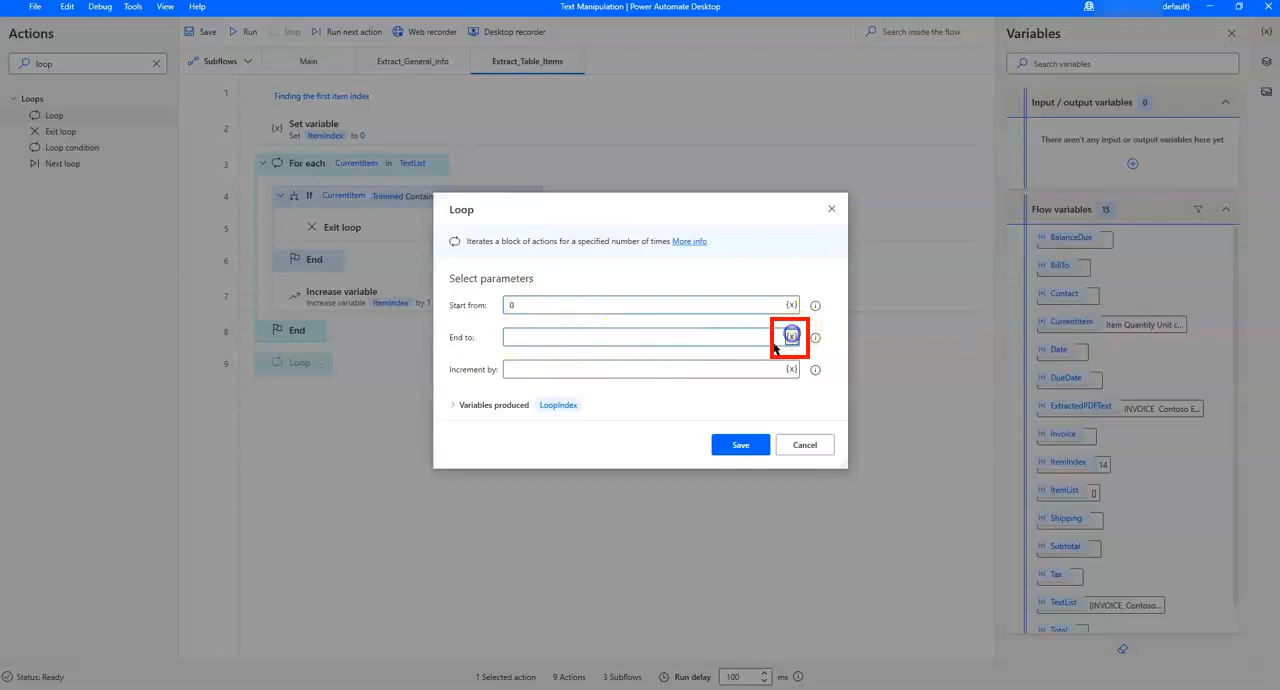 File Edit Debug Tools View Help Text Manipulation | Power Automate Desktop default)
Actions
loop
Loops
Loop
Exit loop
Loop condition
Next loop
Save Run Stop Run next action Web recorder Desktop recorder Search inside the flow
Subflows Main Extract_General_Info Extract_Table_Items
1 Finding the first item index
2 {x} Set variable
Set ItemIndex to 0
3 For each CurrentItem in TextList
4 If CurrentItem .Trimmed Contain
5 Exit loop
6 End
7 Increase variable
Increase variable ItemIndex by 1
8 End
9 Loop
Loop
Iterates a block of actions for a specified number of times More info
Select parameters
Start from: 0 {x}
End to: {x}
Increment by: {x}
Variables produced LoopIndex
Save Cancel
Variables {x}
Search variables
Input / output variables 0
There aren't any input or output variables here yet
Flow variables 15
(x) BalanceDue
(x) BillTo
(x) Contact
(x) CurrentItem Item Quantity Unit c...
(x) Date
(x) DueDate
(x) ExtractedPDFText INVOICE Contoso E...
(x) Invoice
(x) ItemIndex 14
(x) ItemList []
(x) Shipping
(x) Subtotal
(x) Tax
(x) TextList [INVOICE, Contoso...
(x) Total
Status: Ready 1 Selected action 9 Actions 3 Subflows Run delay 100 ms